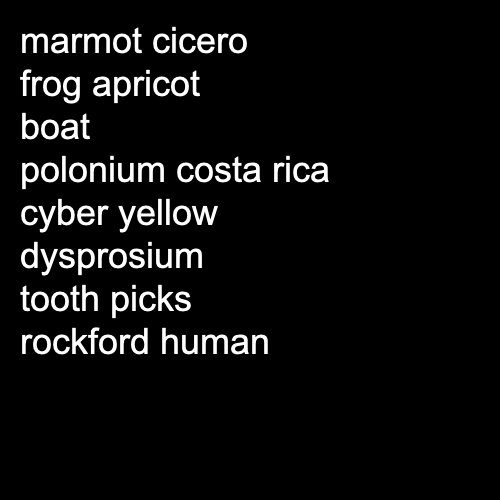 marmot cicero
frog apricot
boat
polonium costa rica
cyber yellow
dysprosium
tooth picks
rockford human